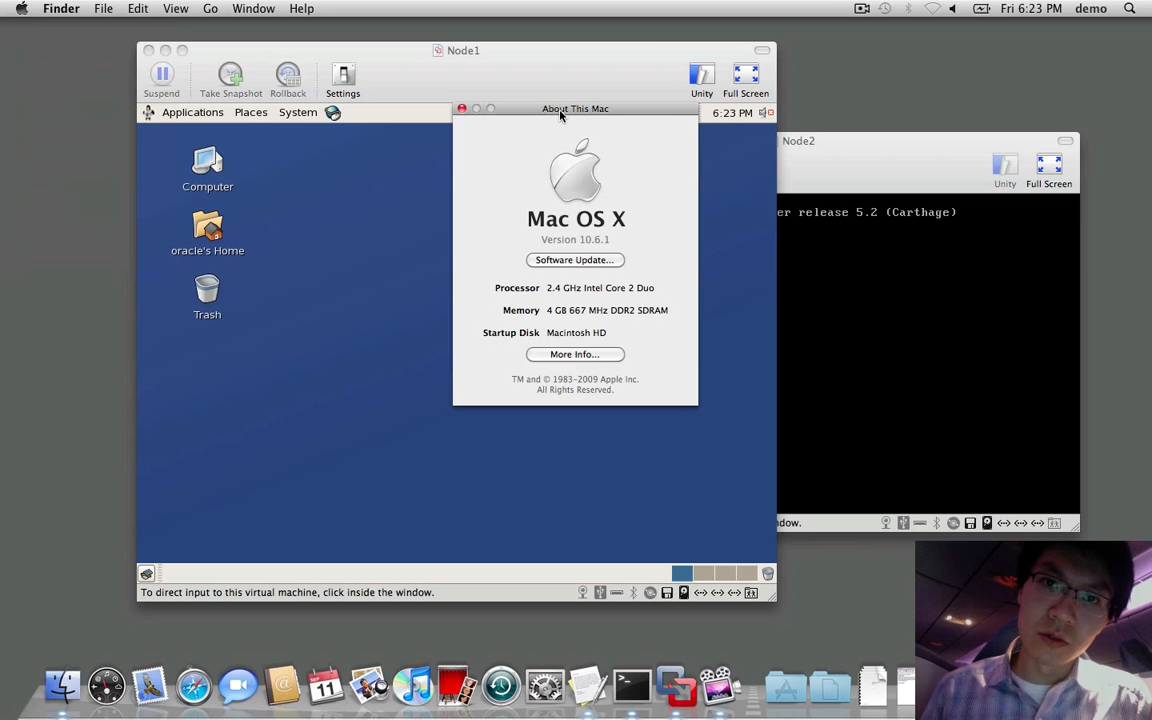 Finder File Edit View Go Window Help Fri 6:23 PM demo
Node1
Suspend Take Snapshot Rollback Settings Unity Full Screen
Applications Places System 6:23 PM
About This Mac
Mac OS X
Version 10.6.1
Software Update...
Processor 2.4 GHz Intel Core 2 Duo
Memory 4 GB 667 MHz DDR2 SDRAM
Startup Disk Macintosh HD
More Info...
TM and © 1983-2009 Apple Inc.
All Rights Reserved.
Computer
oracle's Home
Trash
To direct input to this virtual machine, click inside the window.
Node2
Unity Full Screen
er release 5.2 (Carthage)
dow.
SEP
11